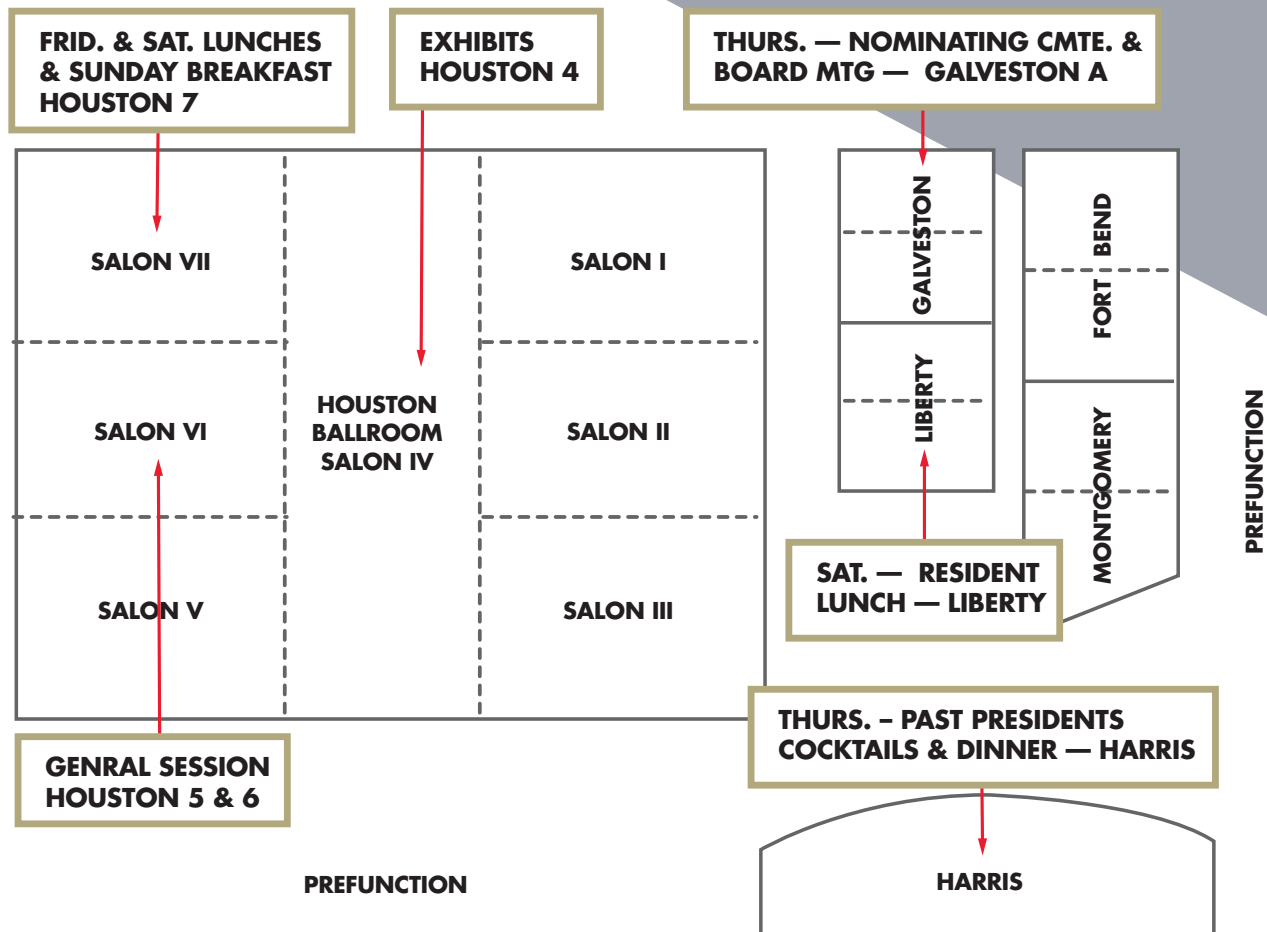 FRID. & SAT. LUNCHES
& SUNDAY BREAKFAST
HOUSTON 7
EXHIBITS
HOUSTON 4
THURS. — NOMINATING CMTE. &
BOARD MTG — GALVESTON A
SALON VII
SALON I
GALVESTON
FORT BEND
HOUSTON
BALLROOM
SALON IV
SALON VI
SALON II
LIBERTY
MONTGOMERY
PREFUNCTION
SALON V
SALON III
SAT. — RESIDENT
LUNCH — LIBERTY
THURS. – PAST PRESIDENTS
COCKTAILS & DINNER — HARRIS
GENRAL SESSION
HOUSTON 5 & 6
PREFUNCTION
HARRIS